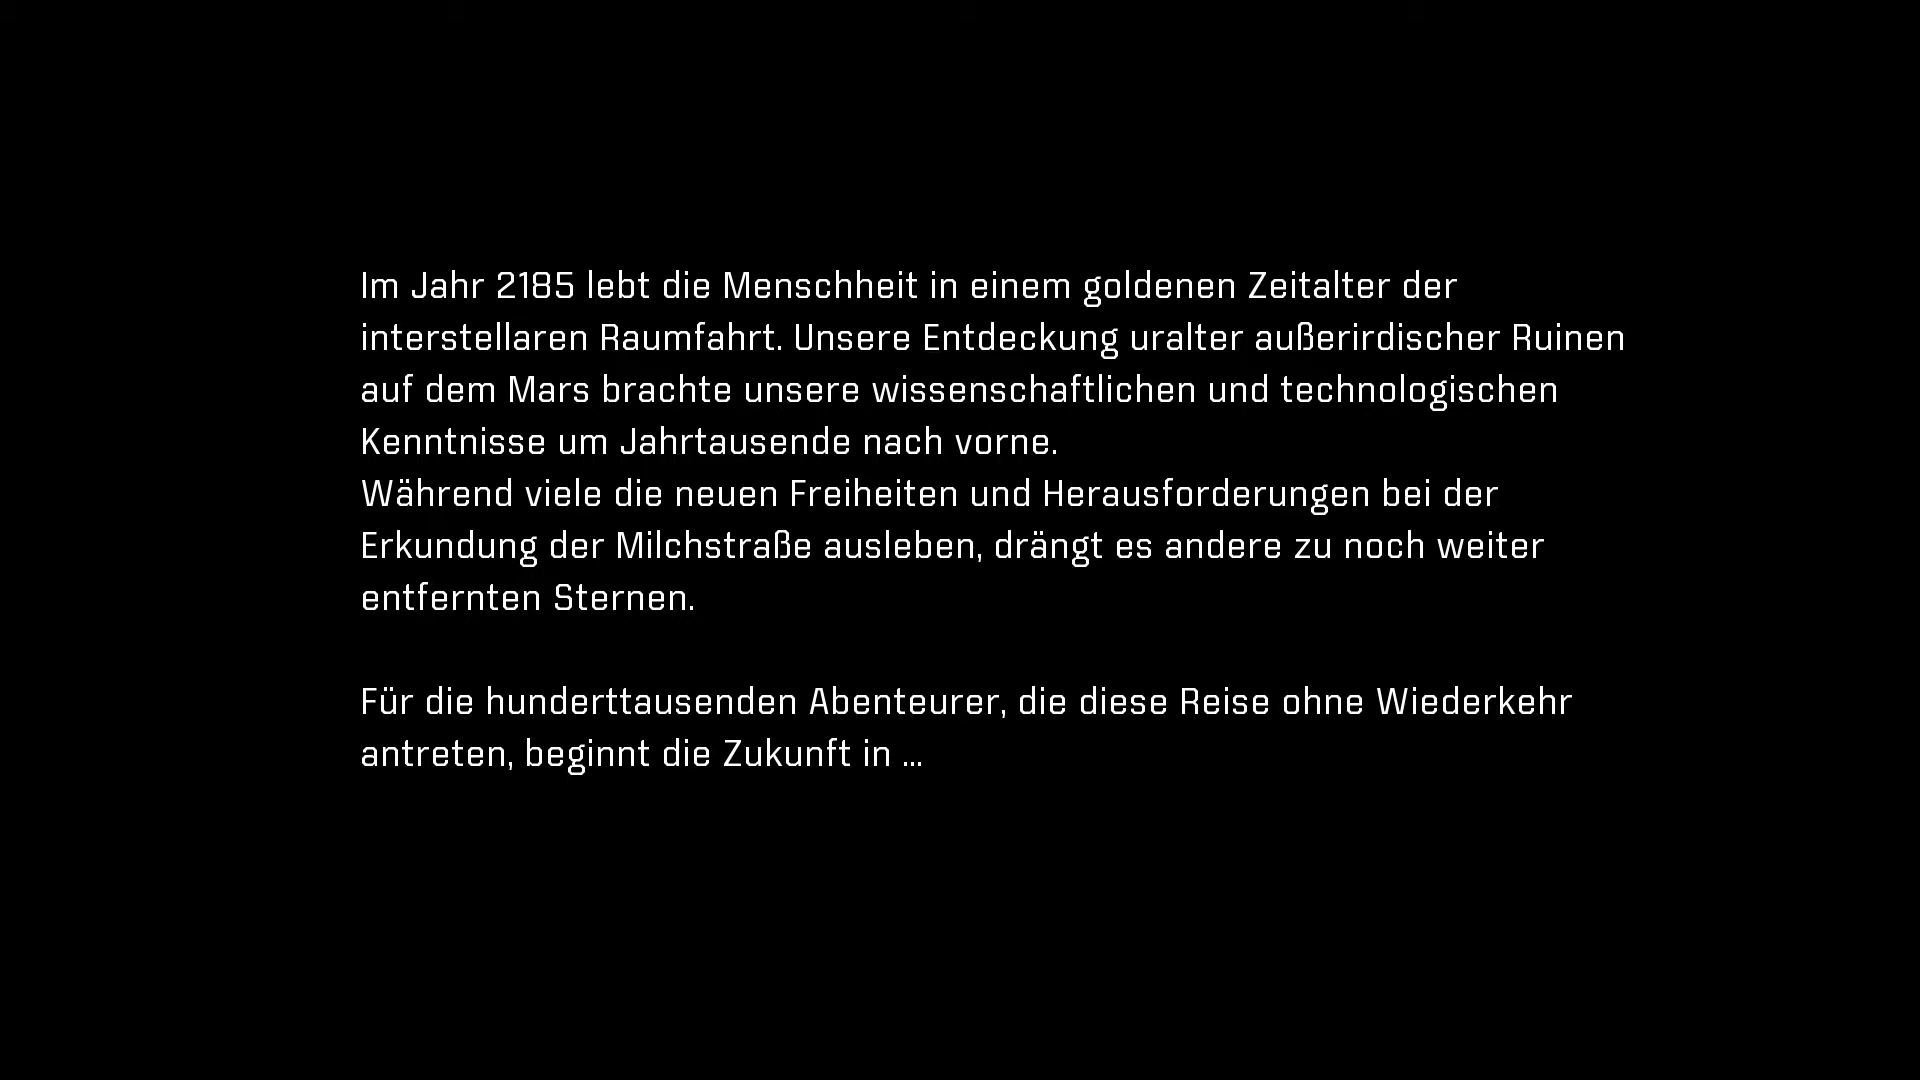 Im Jahr 2185 lebt die Menschheit in einem goldenen Zeitalter der
interstellaren Raumfahrt. Unsere Entdeckung uralter außerirdischer Ruinen
auf dem Mars brachte unsere wissenschaftlichen und technologischen
Kenntnisse um Jahrtausende nach vorne.
Während viele die neuen Freiheiten und Herausforderungen bei der
Erkundung der Milchstraße ausleben, drängt es andere zu noch weiter
entfernten Sternen.
Für die hunderttausenden Abenteurer, die diese Reise ohne Wiederkehr
antreten, beginnt die Zukunft in ...